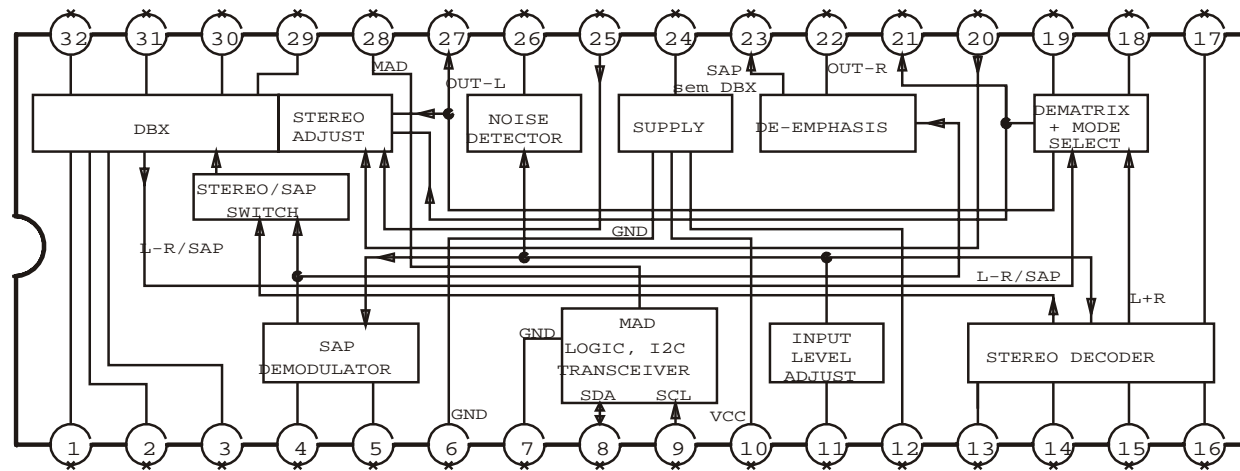 32 31 30 29 28 27 26 25 24 23 22 21 20 19 18 17
MAD
OUT-L
SAP
sem DBX
OUT-R
DBX
STEREO
ADJUST
NOISE
DETECTOR
SUPPLY
DE-EMPHASIS
DEMATRIX
+ MODE
SELECT
STEREO/SAP
SWITCH
GND
L-R/SAP
L-R/SAP
L+R
SAP
DEMODULATOR
GND
MAD
LOGIC, I2C
TRANSCEIVER
SDA SCL
INPUT
LEVEL
ADJUST
STEREO DECODER
GND
VCC
1 2 3 4 5 6 7 8 9 10 11 12 13 14 15 16